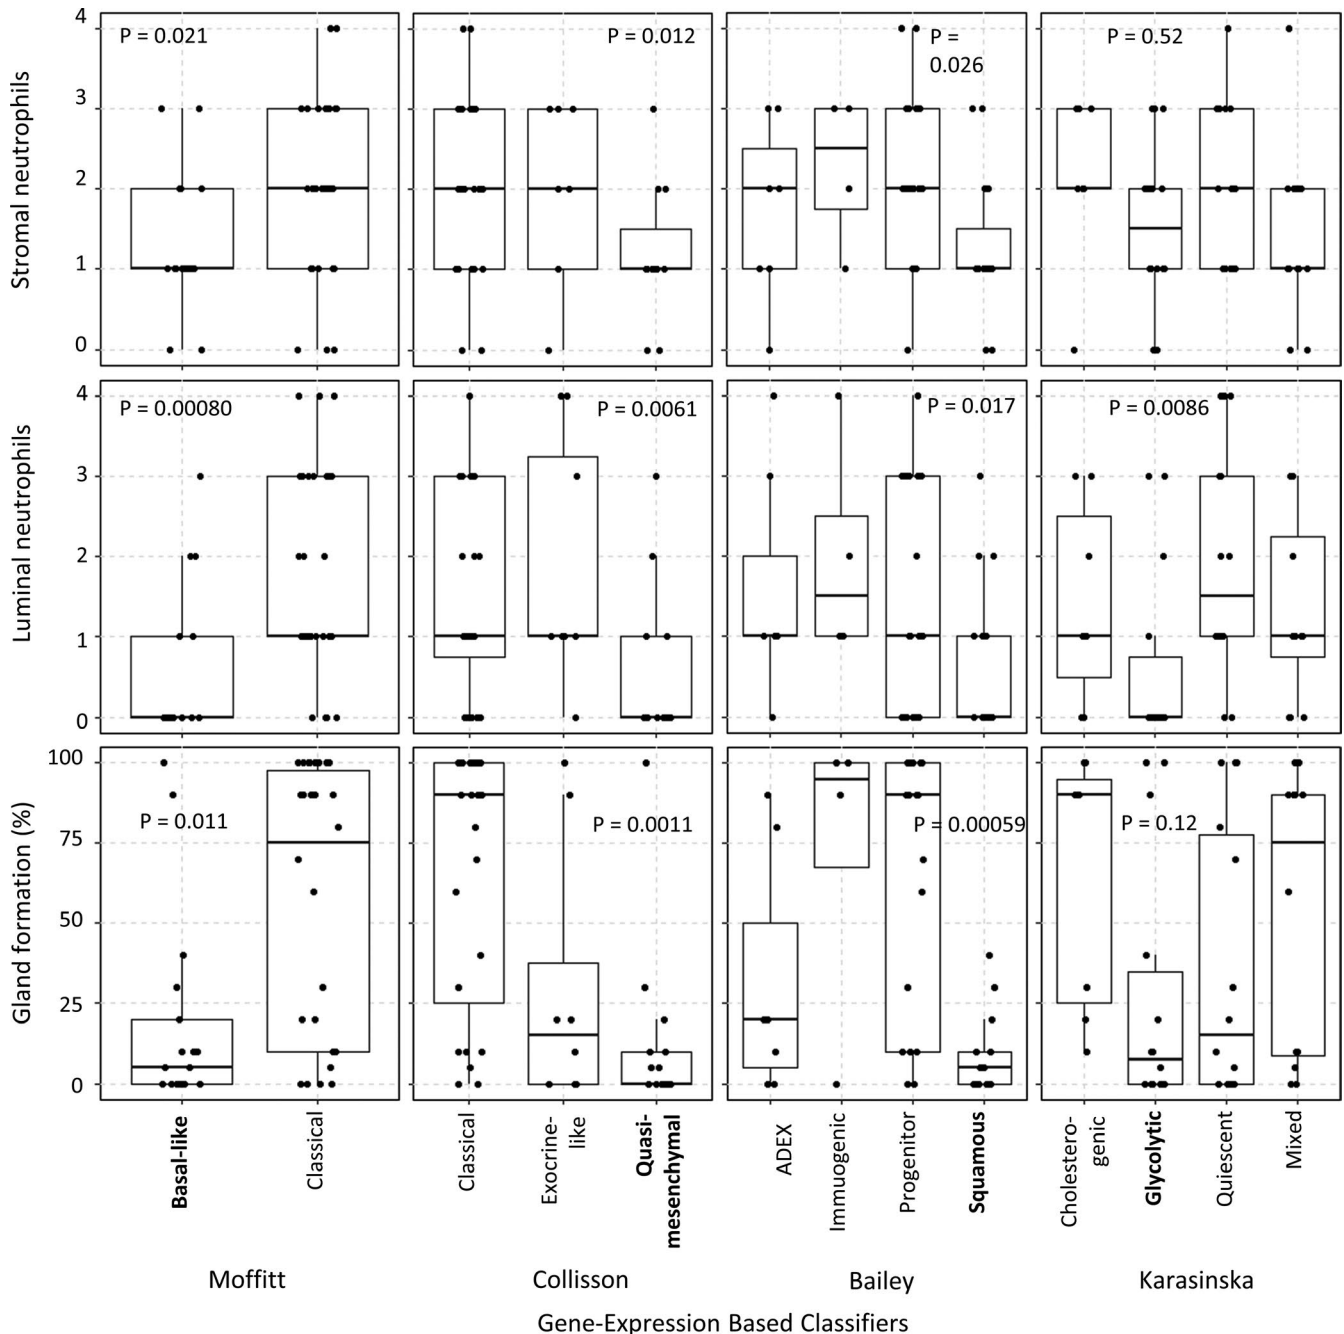 Stromal neutrophils
4
3
2
1
0
P = 0.021
P = 0.012
P =
0.026
P = 0.52
Luminal neutrophils
4
3
2
1
0
P = 0.00080
P = 0.0061
P = 0.017
P = 0.0086
Gland formation (%)
100
75
50
25
0
P = 0.011
P = 0.0011
P = 0.00059
P = 0.12
Basal-like
Classical
Classical
Exocrine-
like
Quasi-
mesenchymal
ADEX
Immuogenic
Progenitor
Squamous
Cholestero-
genic
Glycolytic
Quiescent
Mixed
Moffitt
Collisson
Bailey
Karasinska
Gene-Expression Based Classifiers